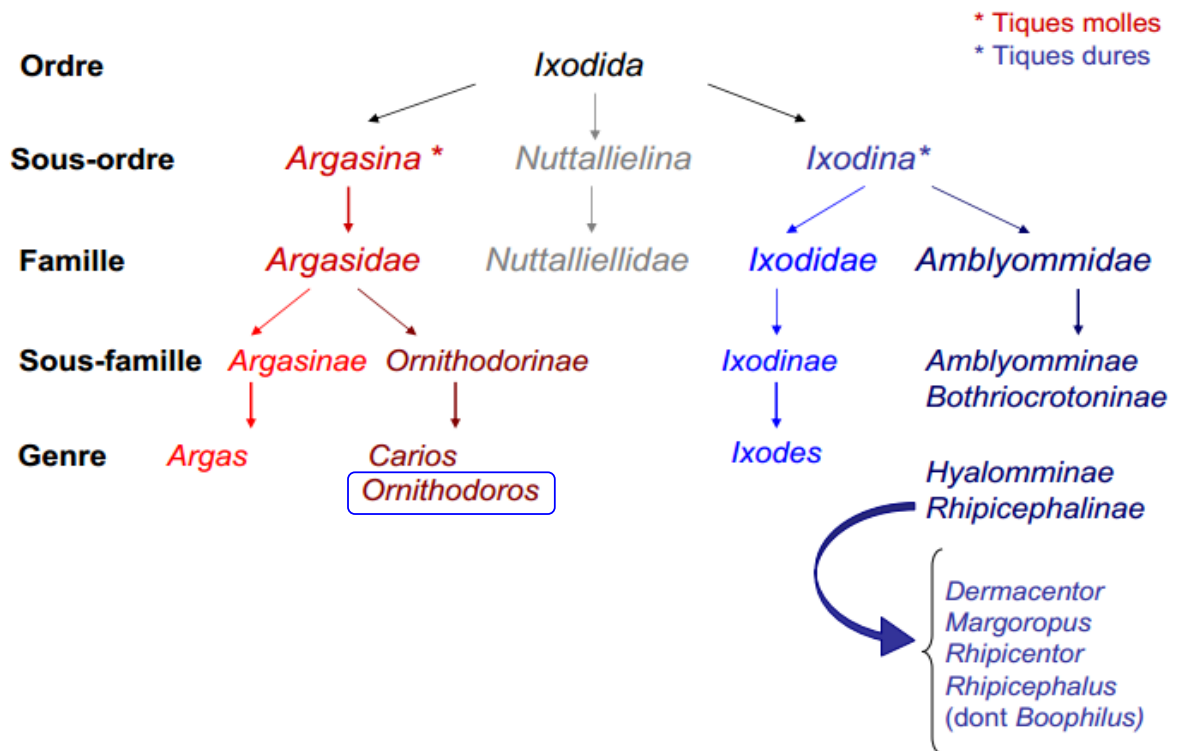 * Tiques molles
* Tiques dures
Ordre Ixodida
Sous-ordre Argasina * Nuttallielina Ixodina*
Famille Argasidae Nuttalliellidae Ixodidae Amblyommidae
Sous-famille Argasinae Ornithodorinae Ixodinae Amblyomminae
Bothriocrotoninae
Genre Argas Carios Ixodes
Ornithodoros
Hyalomminae
Rhipicephalinae
Dermacentor
Margoropus
Rhipicentor
Rhipicephalus
(dont Boophilus)